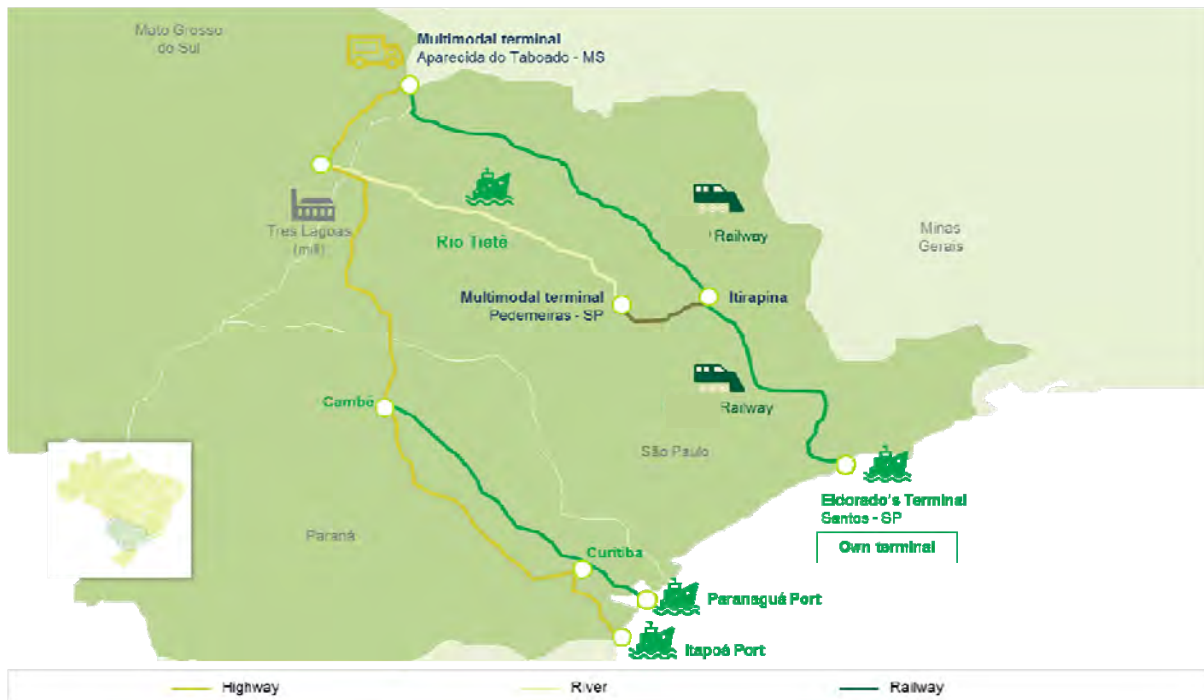 Mato Grosso
do Sul
Multimodal terminal
Aparecida do Taboado - MS
Tres Lagoas
(mill)
Rio Tietê
Railway
Minas
Gerais
Multimodal terminal
Pederneiras - SP
Itirapina
Railway
Cambé
São Paulo
Eldorado's Terminal
Santos - SP
Own terminal
Paraná
Curitiba
Paranaguá Port
Itapoá Port
Highway
River
Railway